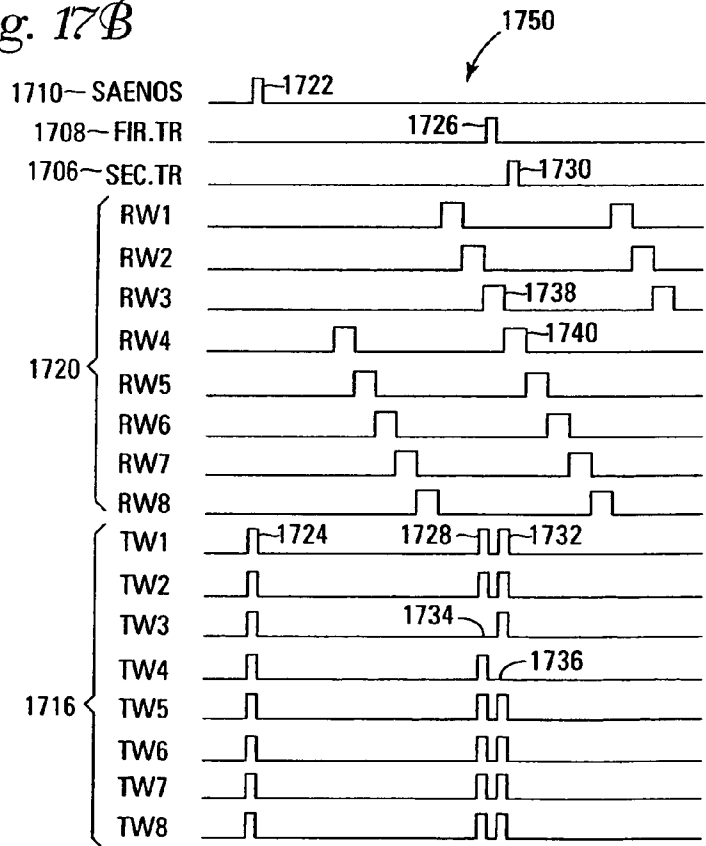 g. 17B
1750
1710 SAENOS 1722
1708 FIR.TR 1726
1706 SEC.TR 1730
RW1
RW2
RW3 1738
RW4 1740
1720
RW5
RW6
RW7
RW8
TW1 1724 1728 1732
TW2
TW3 1734
TW4 1736
1716 TW5
TW6
TW7
TW8